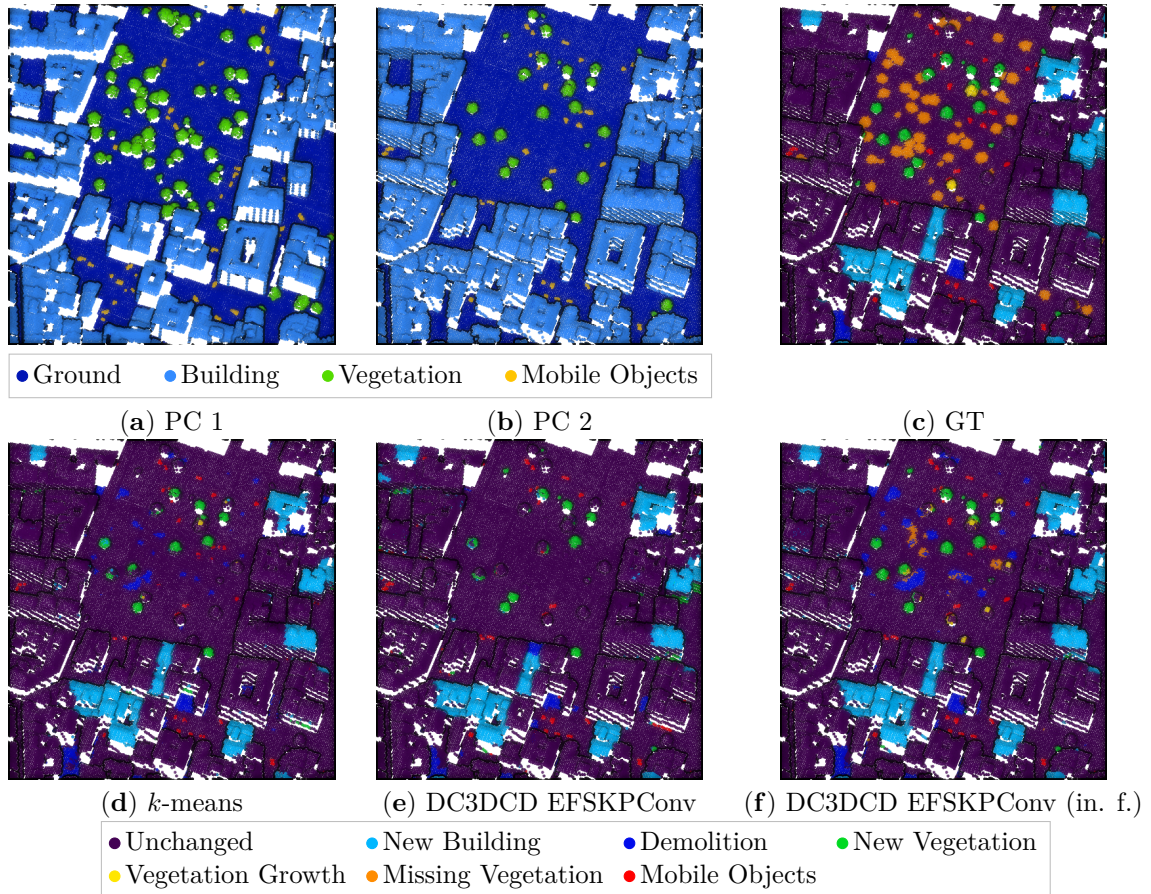 Ground Building Vegetation Mobile Objects
(a) PC 1 (b) PC 2 (c) GT
(d) k-means (e) DC3DCD EFSKPConv (f) DC3DCD EFSKPConv (in. f.)
Unchanged New Building Demolition New Vegetation
Vegetation Growth Missing Vegetation Mobile Objects